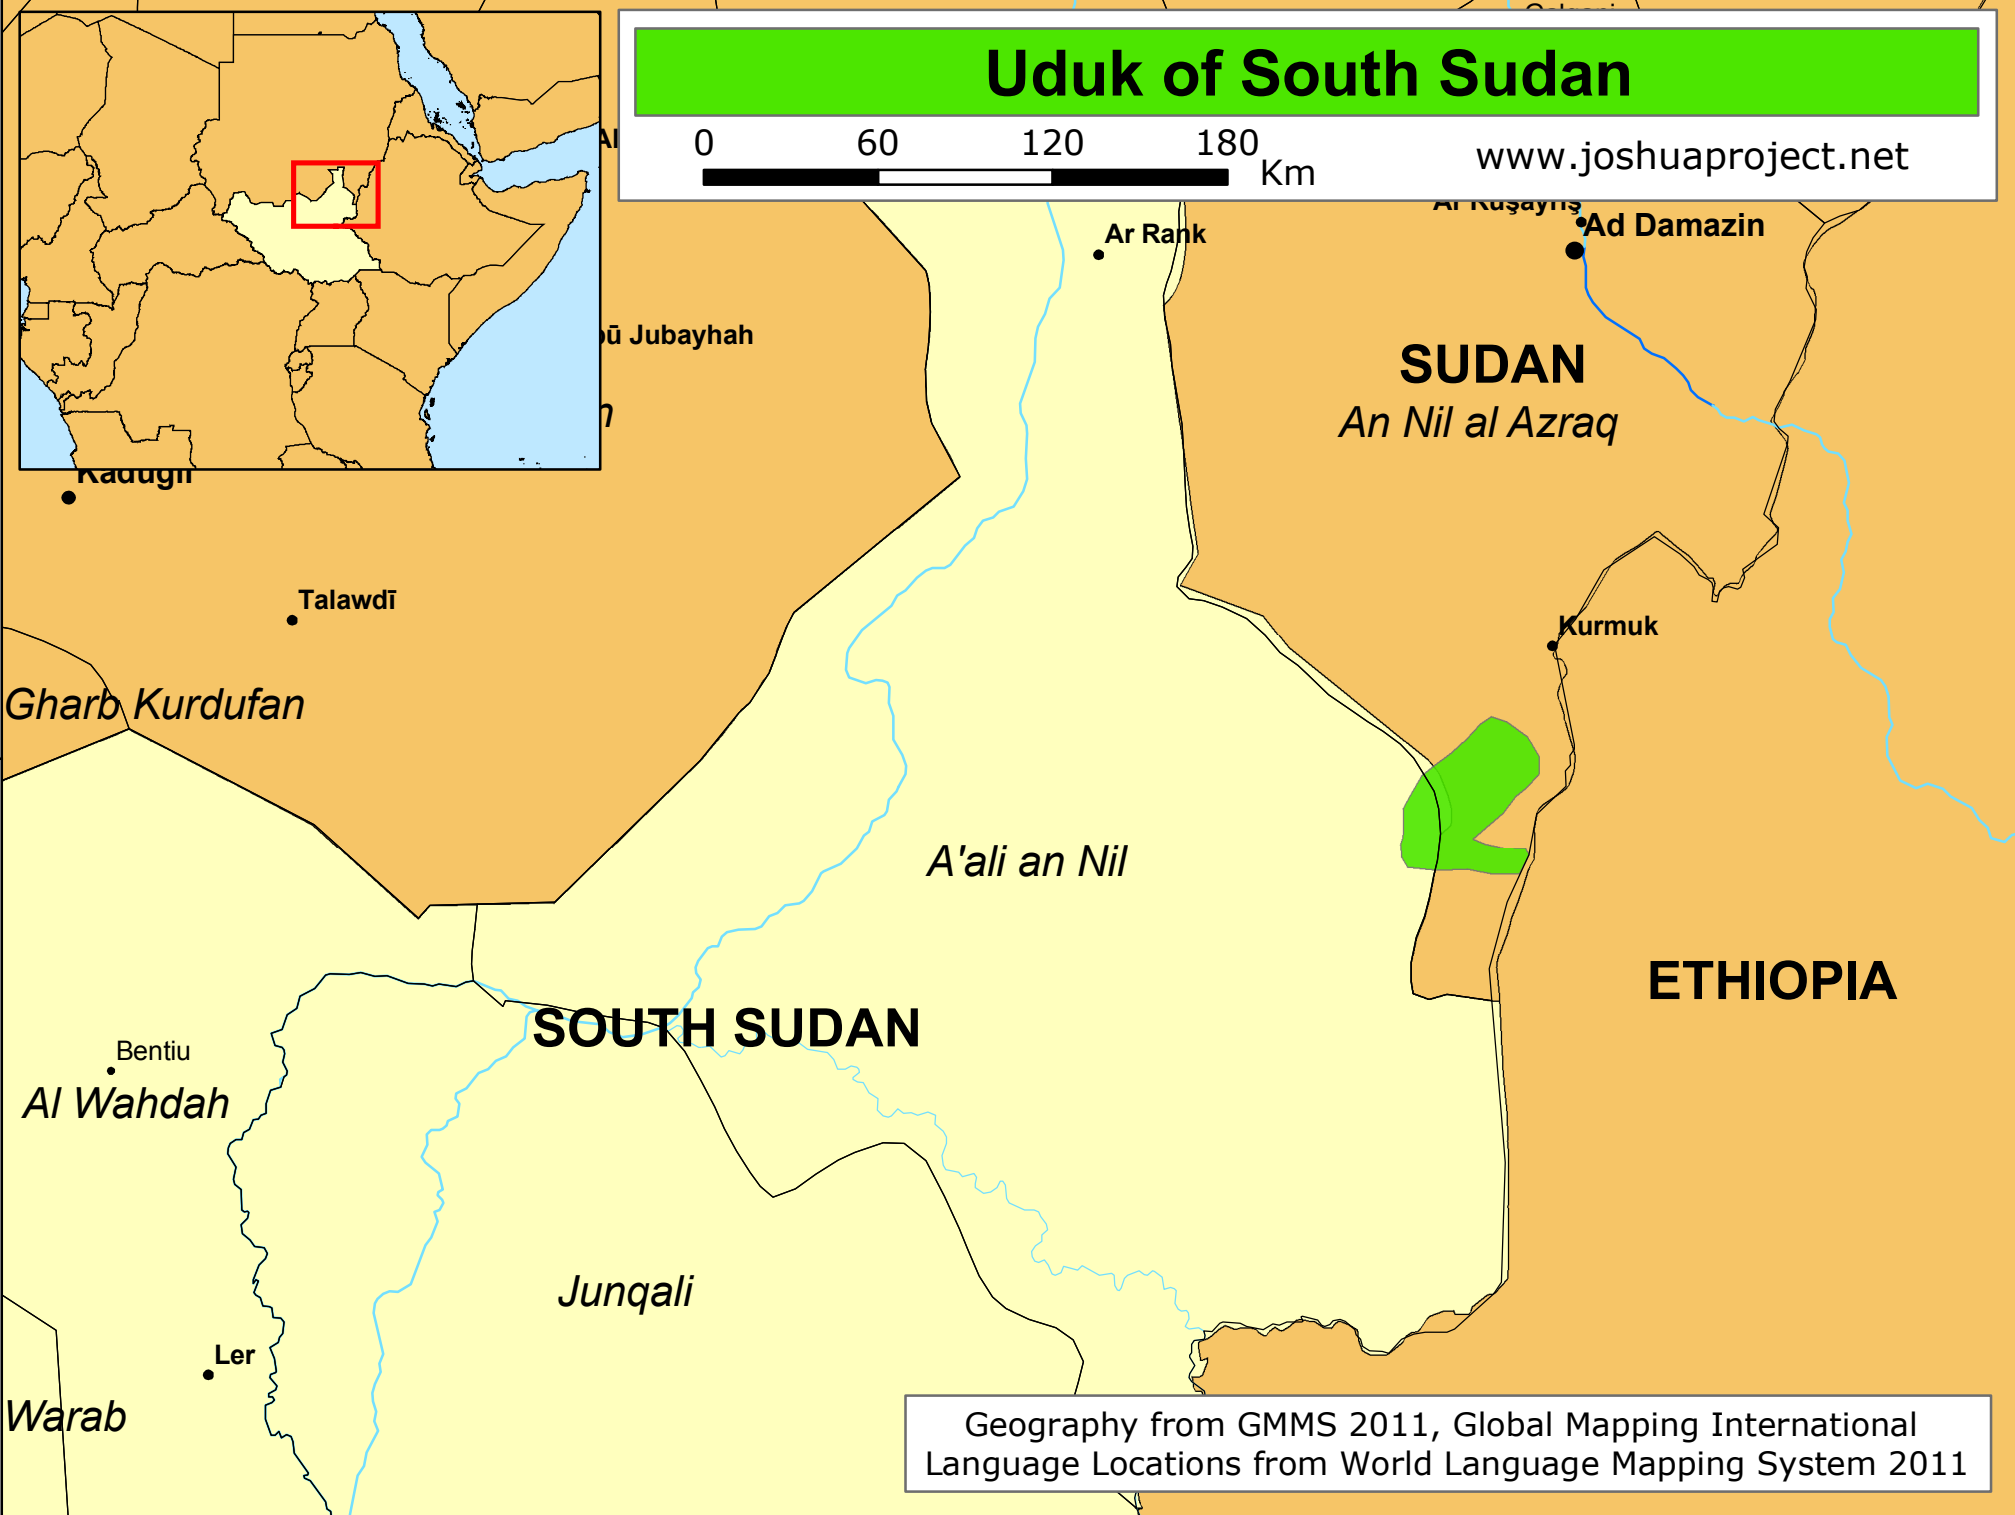 Uduk of South Sudan
0 60 120 180 Km
www.joshuaproject.net
Ar Rank
Ad Damazin
Jubayhah
SUDAN
An Nil al Azraq
Kadugli
Talawdī
Kurmuk
Gharb Kurdufan
A'ali an Nil
ETHIOPIA
SOUTH SUDAN
Bentiu
Al Wahdah
Junqali
Ler
Warab
Geography from GMMS 2011, Global Mapping International
Language Locations from World Language Mapping System 2011